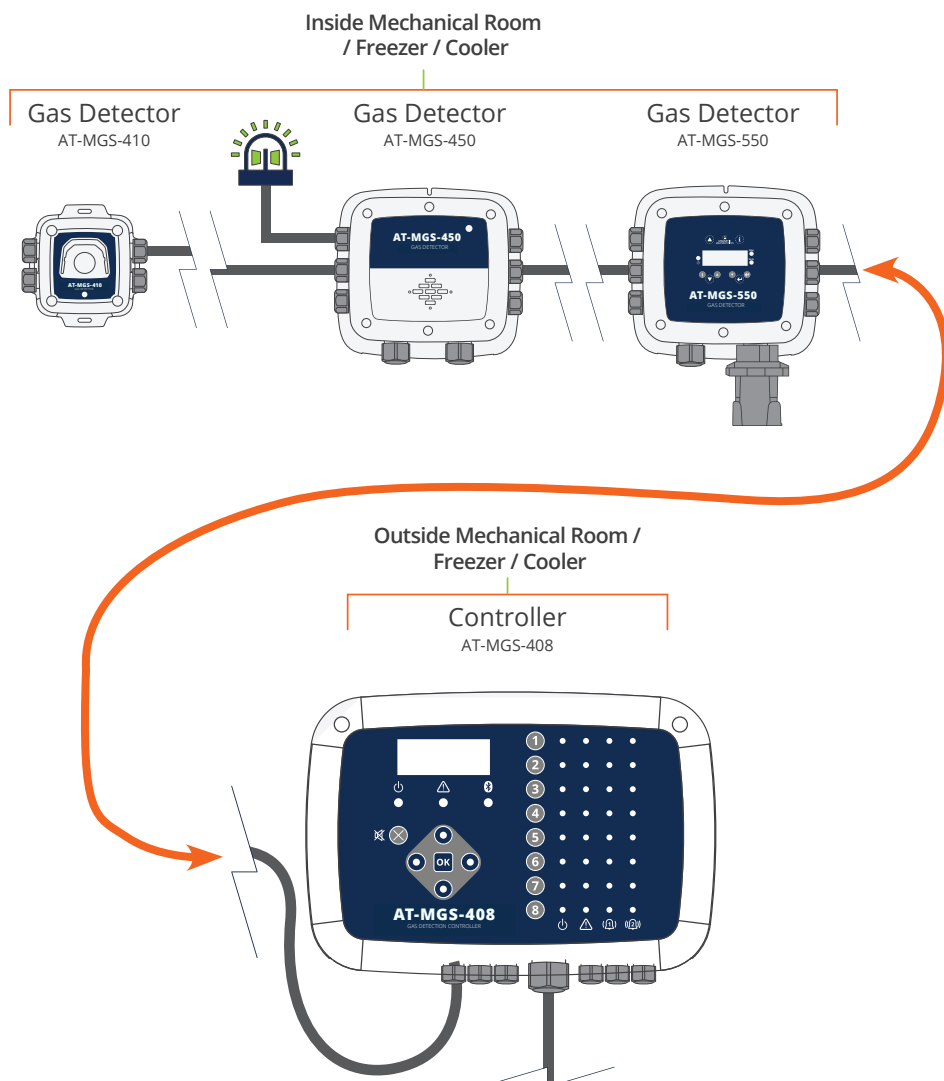 Inside Mechanical Room
/ Freezer / Cooler
Gas Detector
AT-MGS-410
Gas Detector
AT-MGS-450
Gas Detector
AT-MGS-550
AT-MGS-410
AT-MGS-450
GAS DETECTOR
AT-MGS-550
GAS DETECTOR
Outside Mechanical Room /
Freezer / Cooler
Controller
AT-MGS-408
1
2
3
4
5
6
7
8
OK
AT-MGS-408
GAS DETECTION CONTROLLER
1
2